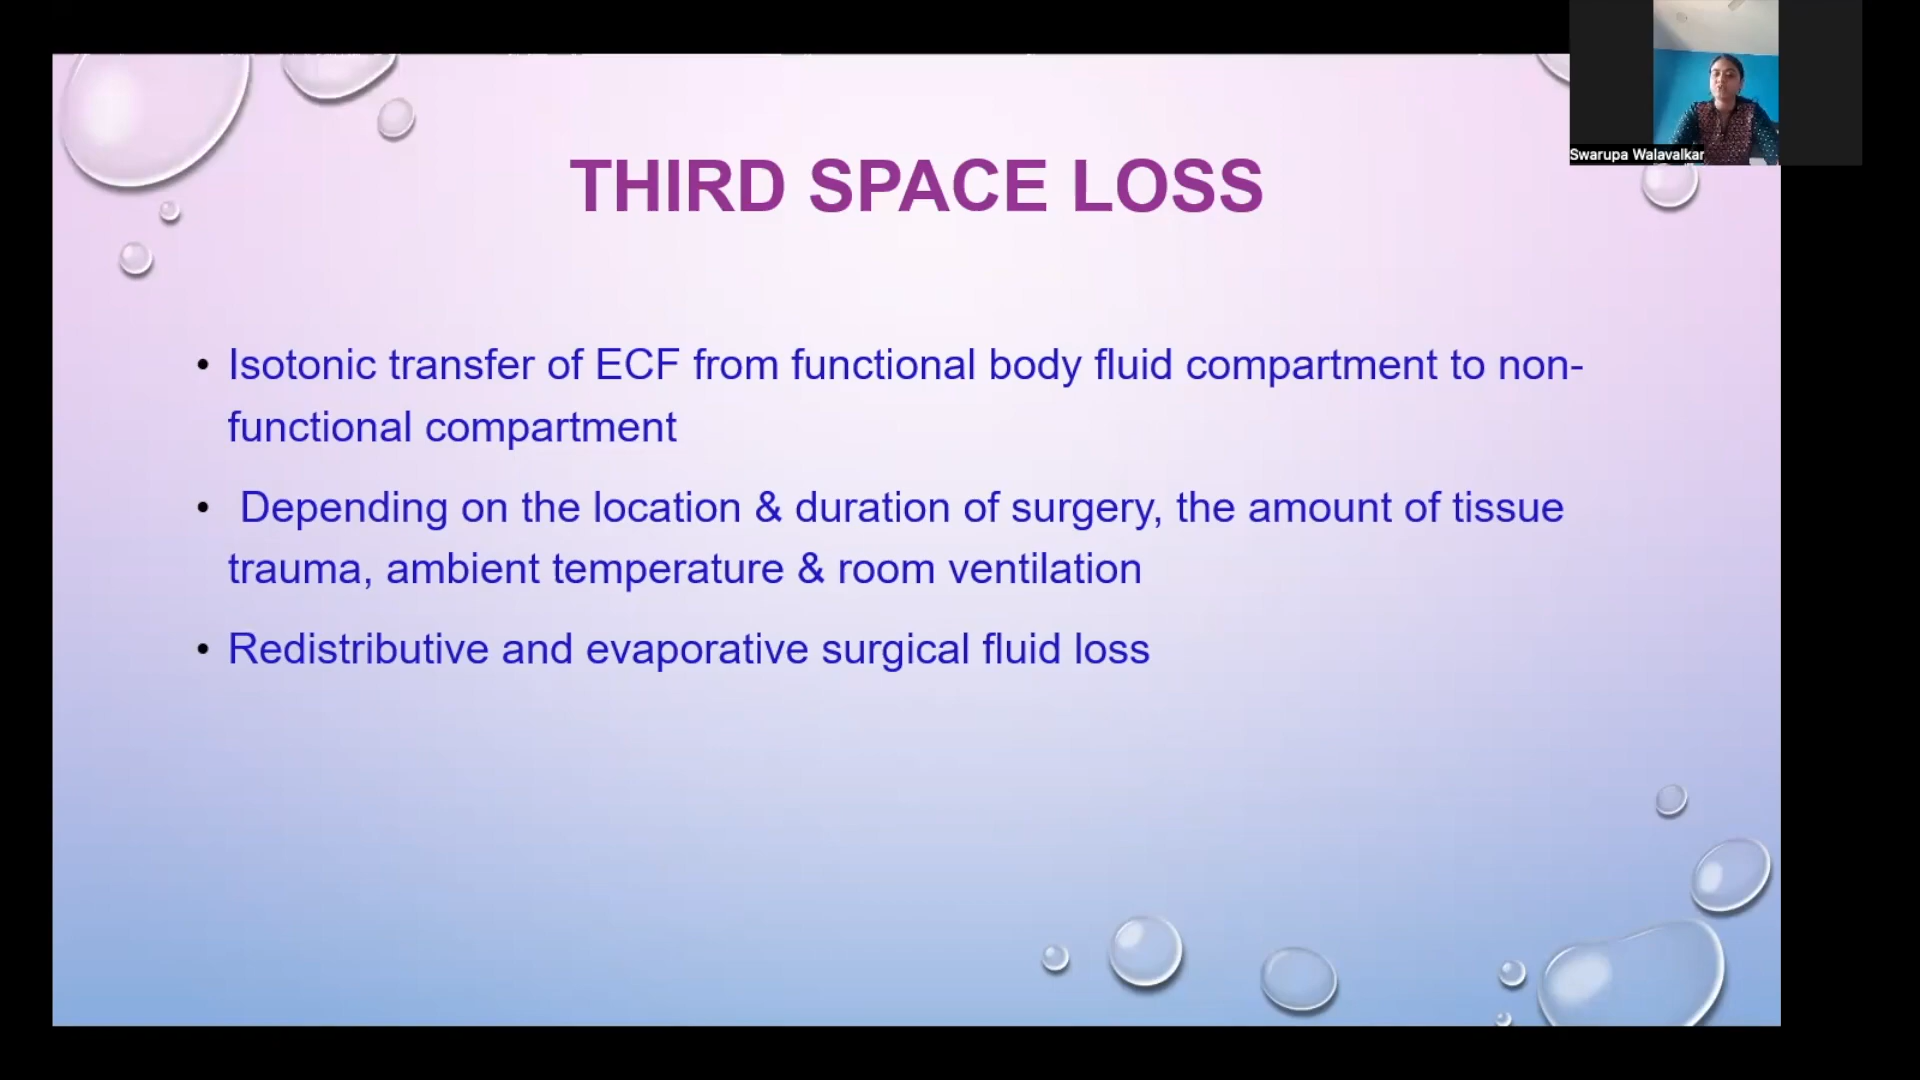 Swarupa Walavalkar
THIRD SPACE LOSS
• Isotonic transfer of ECF from functional body fluid compartment to non-
functional compartment
• Depending on the location & duration of surgery, the amount of tissue
trauma, ambient temperature & room ventilation
• Redistributive and evaporative surgical fluid loss